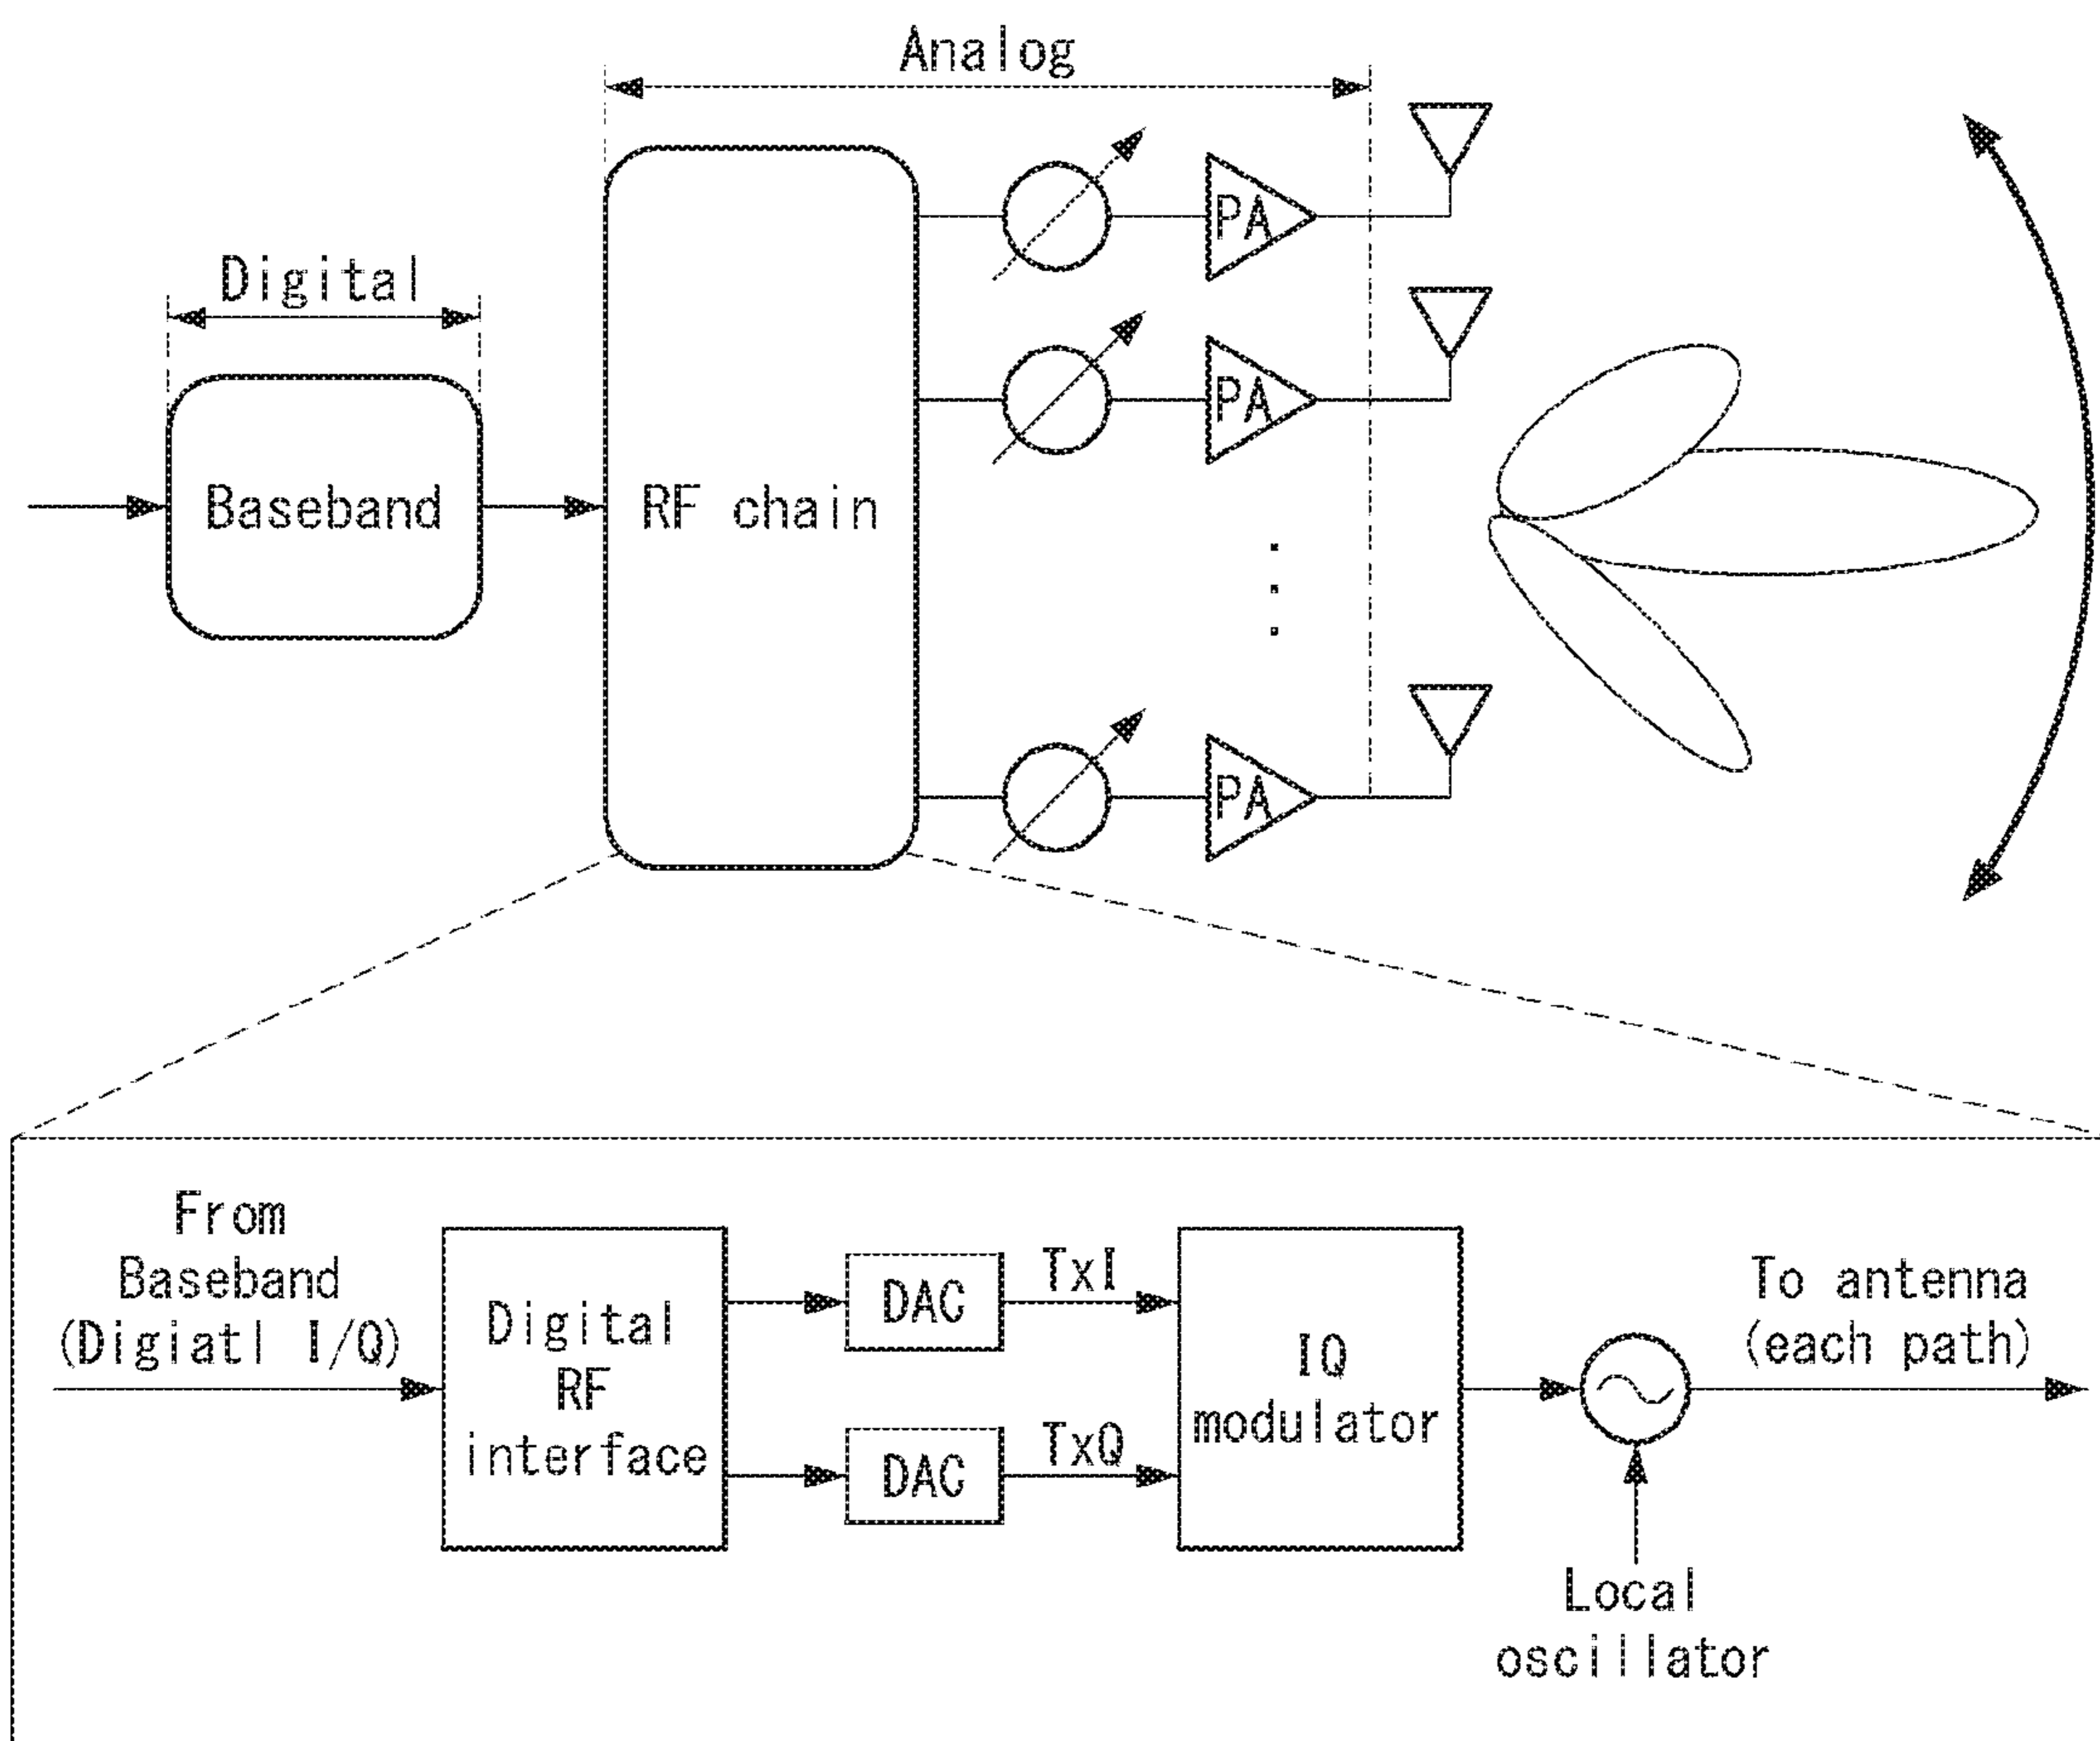 Analog
Digital
PA
PA
Baseband
RF chain
PA
From
Baseband
(Digiatl I/Q)
Digital
RF
interface
DAC
TxI
DAC
TxQ
IQ
modulator
To antenna
(each path)
Local
oscillator